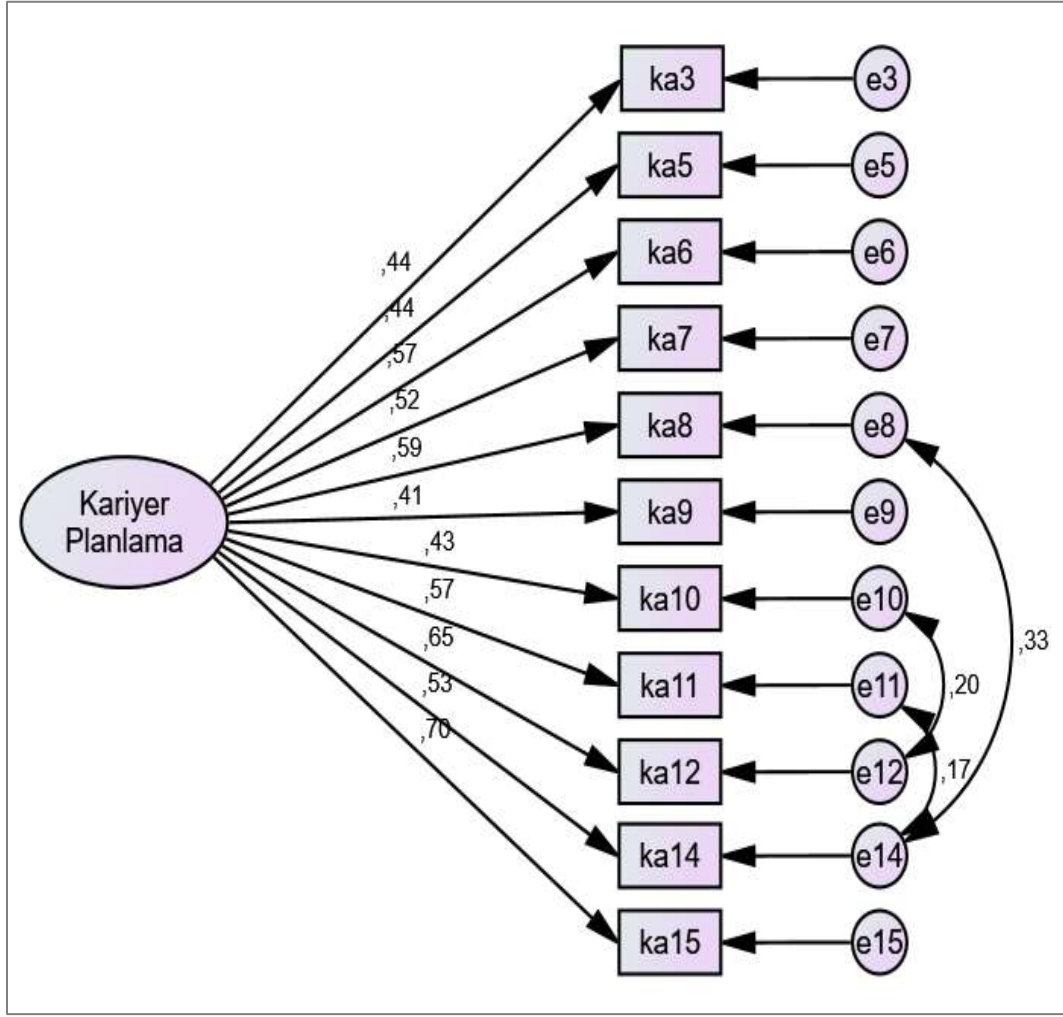 ka3
e3
ka5
e5
ka6
e6
ka7
e7
ka8
e8
ka9
e9
ka10
e10
ka11
e11
ka12
e12
ka14
e14
ka15
e15
Kariyer
Planlama
,44
,44
,57
,52
,59
,41
,43
,57
,65
,53
,70
,33
,20
,17